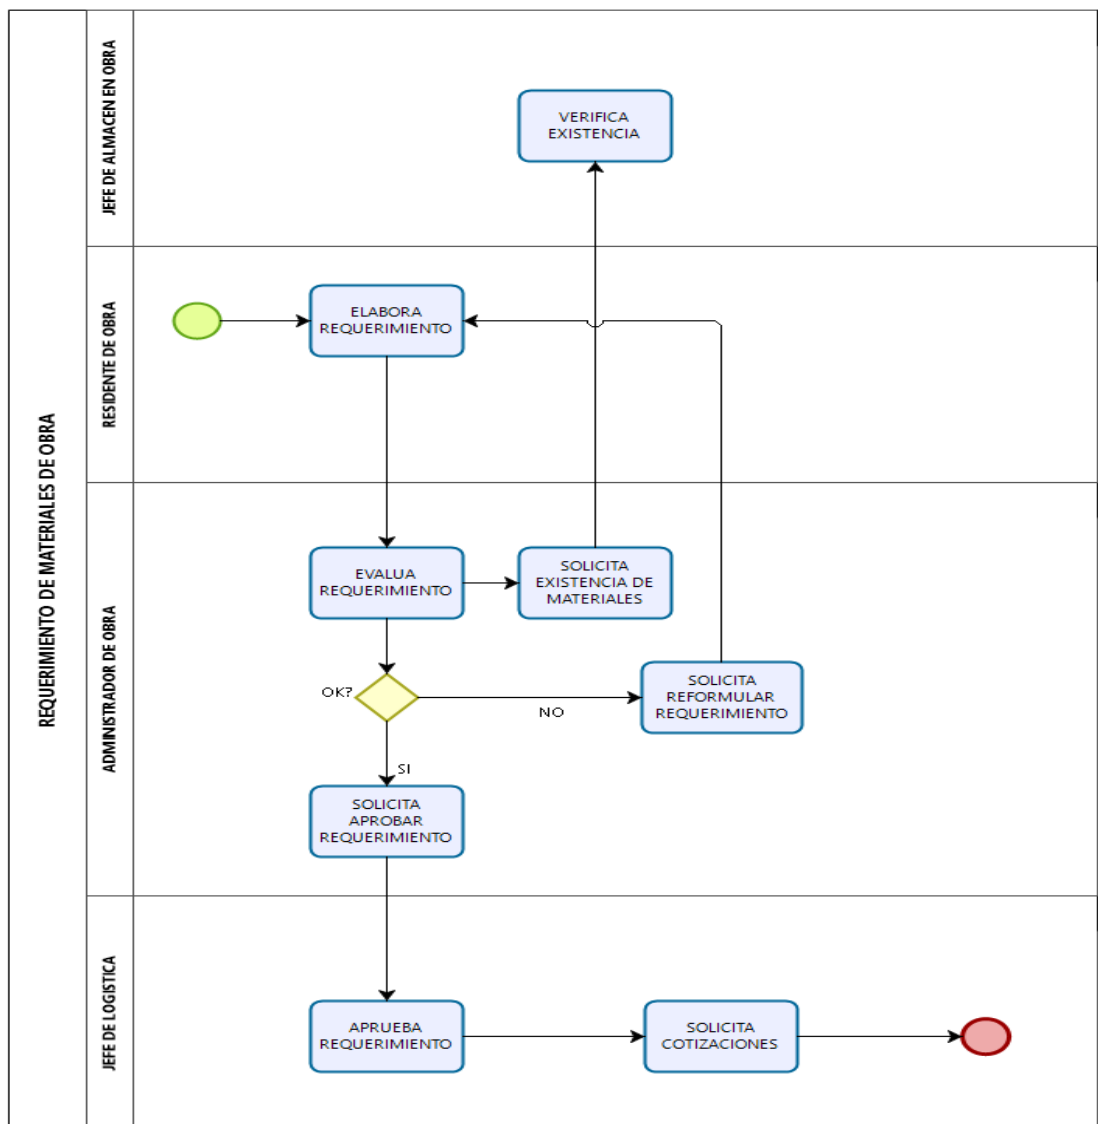 REQUERIMIENTO DE MATERIALES DE OBRA
JEFE DE ALMACEN EN OBRA
VERIFICA
EXISTENCIA
RESIDENTE DE OBRA
ELABORA
REQUERIMIENTO
ADMINISTRADOR DE OBRA
EVALUA
REQUERIMIENTO
SOLICITA
EXISTENCIA DE
MATERIALES
OK?
NO
SOLICITA
REFORMULAR
REQUERIMIENTO
SI
SOLICITA
APROBAR
REQUERIMIENTO
JEFE DE LOGISTICA
APRUEBA
REQUERIMIENTO
SOLICITA
COTIZACIONES